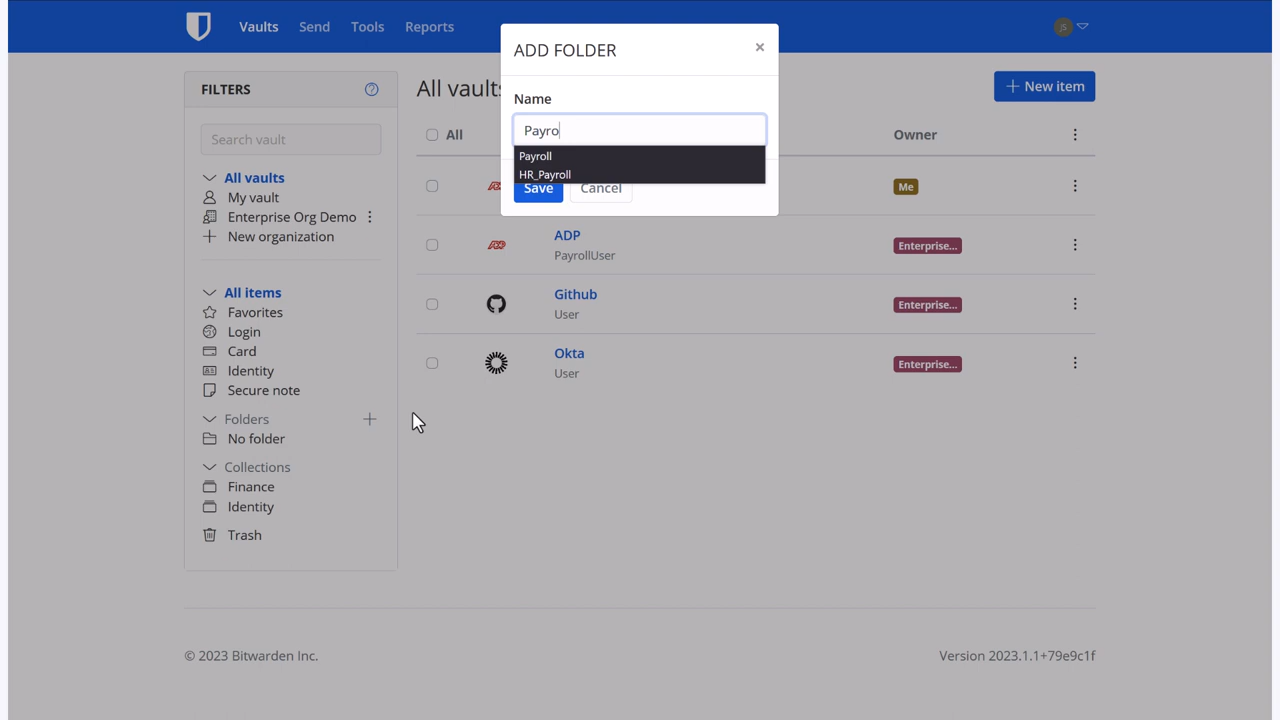 Vaults Send Tools Reports
JS
ADD FOLDER
×
Name
Payro
Payroll
HR_Payroll
Save Cancel
FILTERS
Search vault
All vaults
My vault
Enterprise Org Demo
New organization
All items
Favorites
Login
Card
Identity
Secure note
Folders
No folder
Collections
Finance
Identity
Trash
All vaults
New item
All Owner
Me
ADP
PayrollUser
Enterprise...
Github
User
Enterprise...
Okta
User
Enterprise...
© 2023 Bitwarden Inc. Version 2023.1.1+79e9c1f